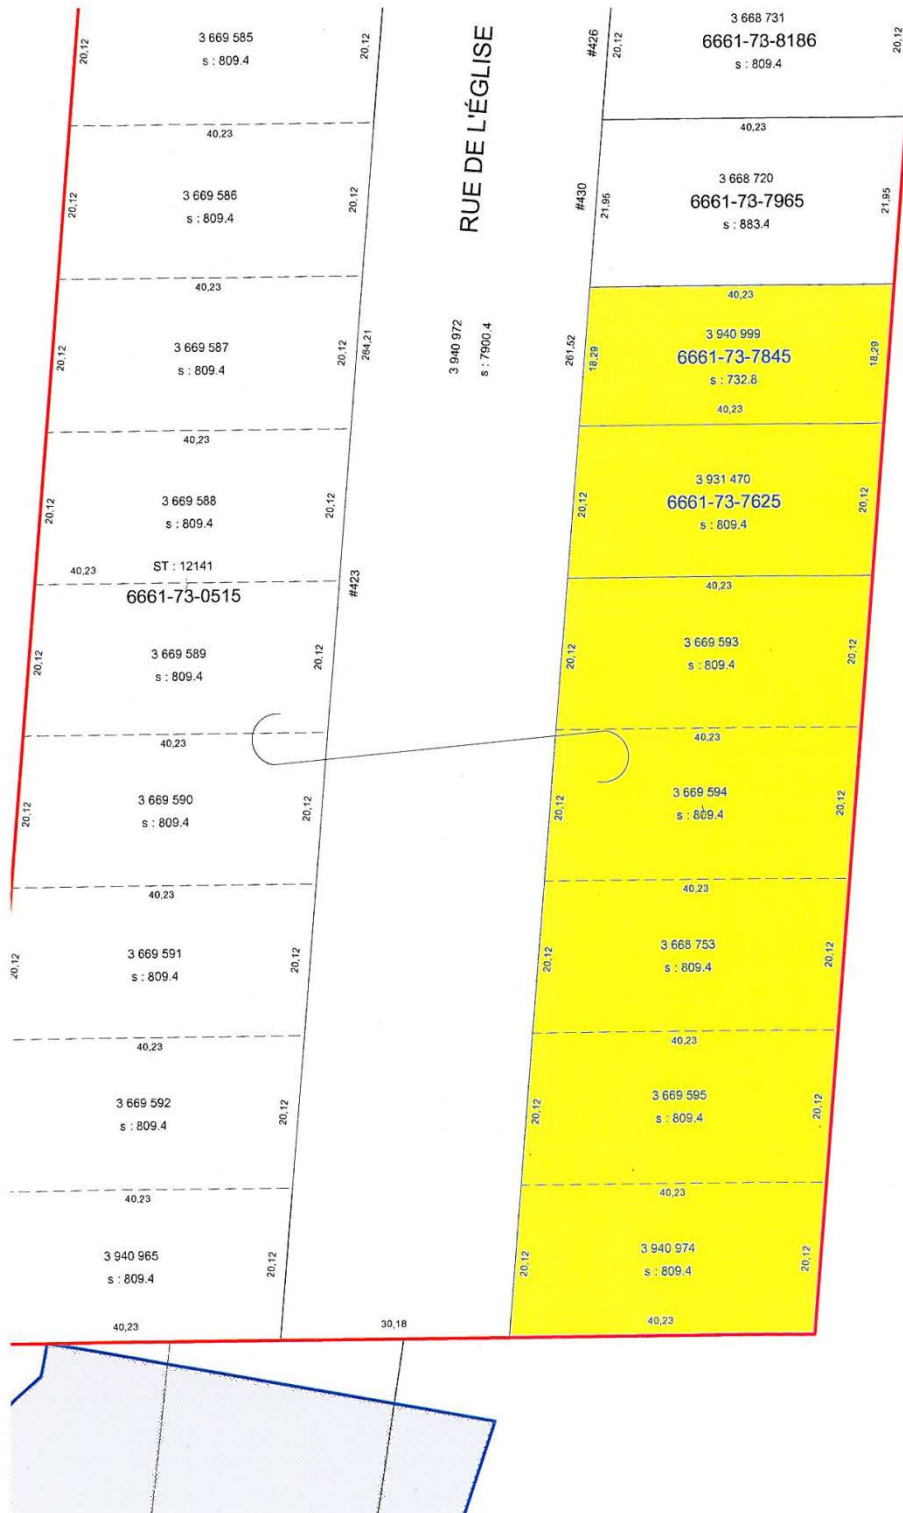 20,12
3 669 585
s : 809.4
20,12
40,23
20,12
3 669 586
s : 809.4
20,12
40,23
20,12
3 669 587
s : 809.4
20,12
264,21
40,23
20,12
3 669 588
s : 809.4
20,12
40,23
ST : 12141
6661-73-0515
#423
20,12
3 669 589
s : 809.4
20,12
40,23
20,12
3 669 590
s : 809.4
20,12
40,23
20,12
3 669 591
s : 809.4
20,12
40,23
3 669 592
s : 809.4
20,12
40,23
3 940 965
s : 809.4
20,12
40,23
RUE DE L'ÉGLISE
3 940 972
s : 7900.4
30,18
#426
20,12
3 668 731
6661-73-8186
s : 809.4
20,12
40,23
#430
21,95
3 668 720
6661-73-7965
s : 883.4
21,95
261,52
40,23
18,29
3 940 999
6661-73-7845
s : 732.8
18,29
40,23
20,12
3 931 470
6661-73-7625
s : 809.4
20,12
40,23
20,12
3 669 593
s : 809.4
20,12
40,23
20,12
3 669 594
s : 809.4
20,12
40,23
20,12
3 668 753
s : 809.4
20,12
40,23
20,12
3 669 595
s : 809.4
20,12
40,23
20,12
3 940 974
s : 809.4
20,12
40,23